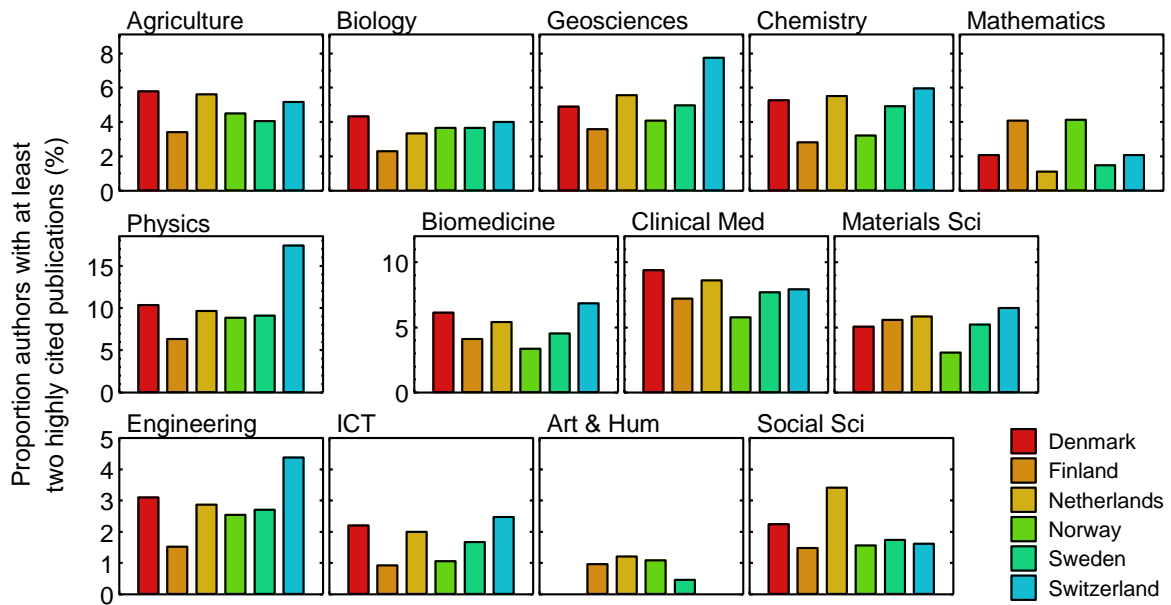 Proportion authors with at least
two highly cited publications (%)
Agriculture
Biology
Geosciences
Chemistry
Mathematics
8
6
4
2
0
Physics
Biomedicine
Clinical Med
Materials Sci
15
10
5
0
10
5
0
Engineering
ICT
Art & Hum
Social Sci
5
4
3
2
1
0
Denmark
Finland
Netherlands
Norway
Sweden
Switzerland